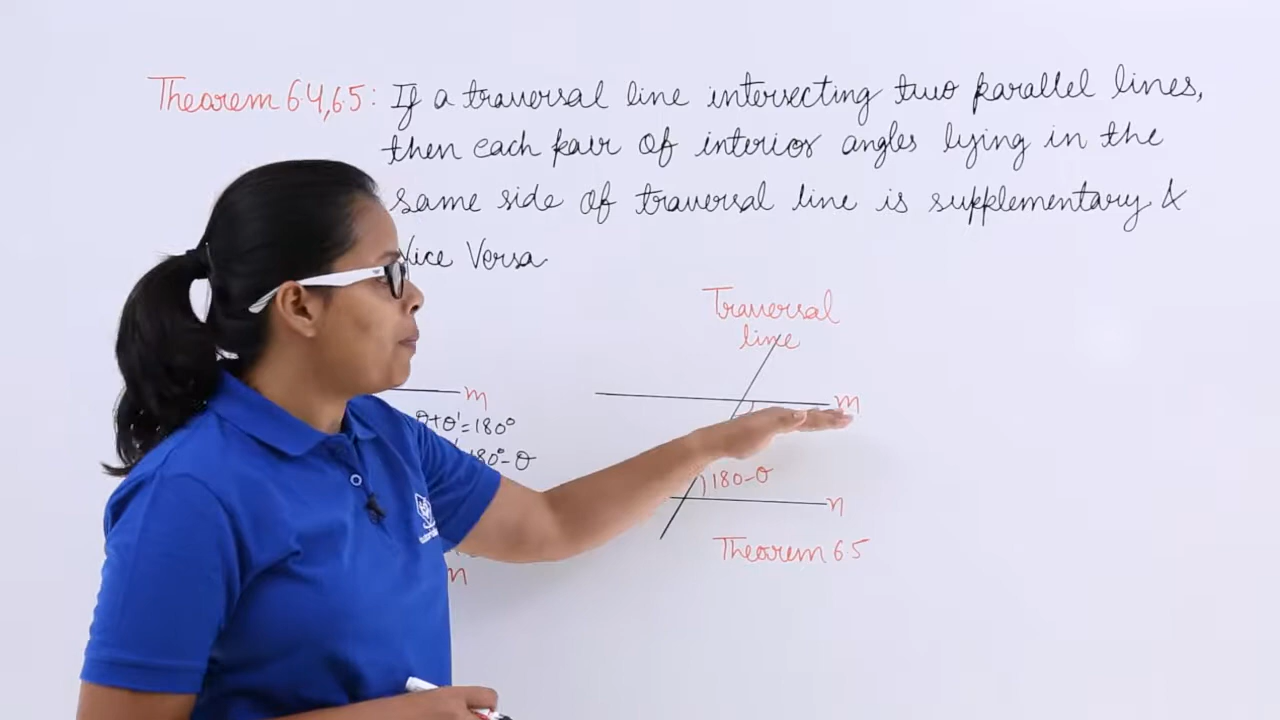 Theorem 6.4, 6.5: If a traversal line intersecting two parallel lines,
then each pair of interior angles lying in the
same side of traversal line is supplementary &
Vice Versa
Traversal
line
m
m
θ+θ'=180°
180°-θ
180-θ
n
Theorem 6.5
m